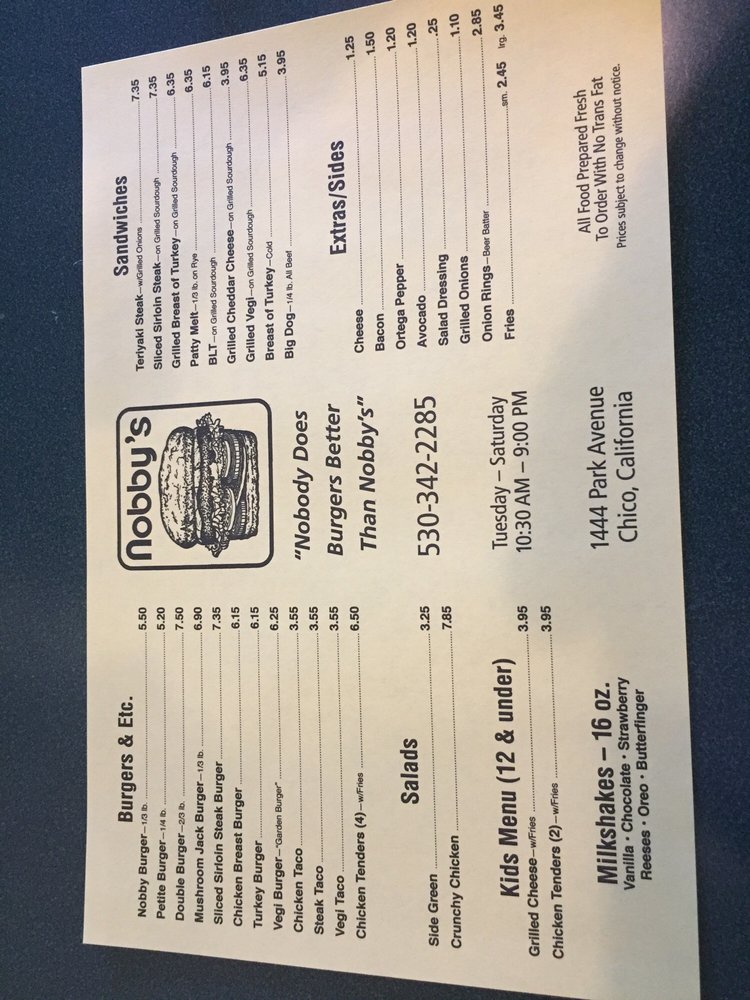 Burgers & Etc.
Nobby Burger–1/3 lb. 5.50
Petite Burger–1/4 lb. 5.20
Double Burger–2/3 lb. 7.50
Mushroom Jack Burger–1/3 lb. 6.90
Sliced Sirloin Steak Burger 7.35
Chicken Breast Burger 6.15
Turkey Burger 6.15
Vegi Burger–"Garden Burger" 6.25
Chicken Taco 3.55
Steak Taco 3.55
Vegi Taco 3.55
Chicken Tenders (4)–w/Fries 6.50
Salads
Side Green 3.25
Crunchy Chicken 7.85
Kids Menu (12 & under)
Grilled Cheese–w/Fries 3.95
Chicken Tenders (2)–w/Fries 3.95
Milkshakes – 16 oz.
Vanilla • Chocolate • Strawberry
Reeses • Oreo • Butterfinger
nobby's
"Nobody Does
Burgers Better
Than Nobby's"
530-342-2285
Tuesday – Saturday
10:30 AM – 9:00 PM
1444 Park Avenue
Chico, California
Sandwiches
Teriyaki Steak–w/Grilled Onions 7.35
Sliced Sirloin Steak–on Grilled Sourdough 7.35
Grilled Breast of Turkey–on Grilled Sourdough 6.35
Patty Melt–1/3 lb. on Rye 6.35
BLT–on Grilled Sourdough 6.15
Grilled Cheddar Cheese–on Grilled Sourdough 3.95
Grilled Vegi–on Grilled Sourdough 6.35
Breast of Turkey–Cold 5.15
Big Dog–1/4 lb. All Beef 3.95
Extras/Sides
Cheese 1.25
Bacon 1.50
Ortega Pepper 1.20
Avocado 1.20
Salad Dressing .25
Grilled Onions 1.10
Onion Rings–Beer Batter 2.85
Fries sm. 2.45 lrg. 3.45
All Food Prepared Fresh
To Order With No Trans Fat
Prices subject to change without notice.